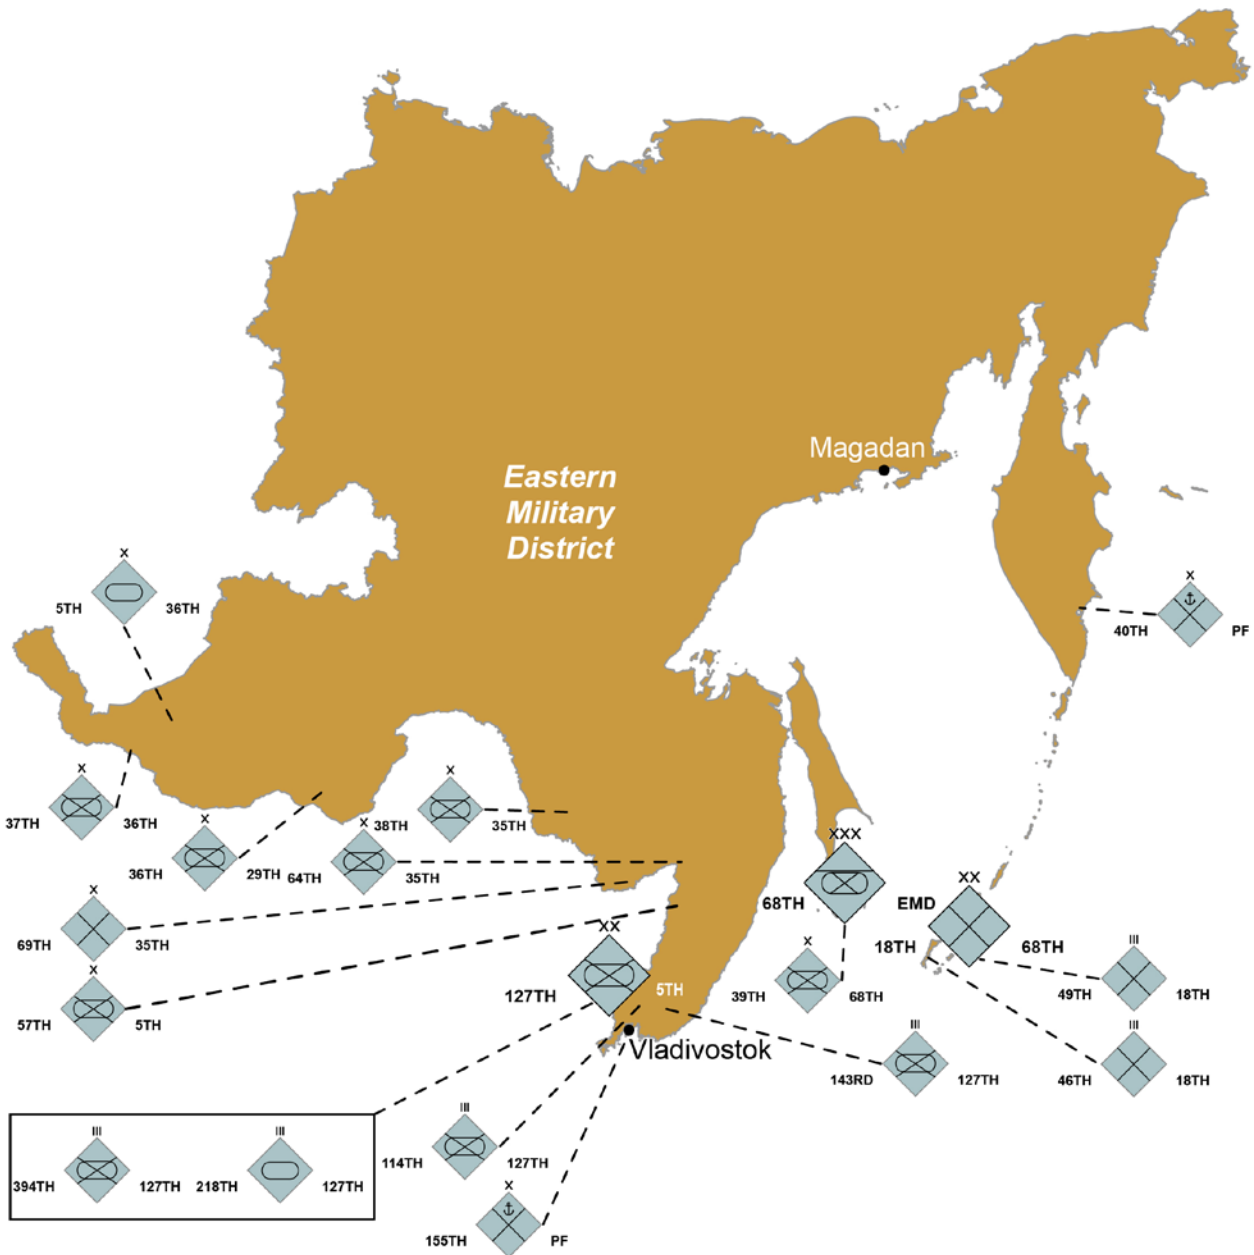 Magadan
Eastern
Military
District
X
5TH 36TH
X
40TH PF
X
37TH 36TH
X
36TH 29TH
X
38TH 35TH
X
64TH 35TH
XXX
68TH EMD
XX
18TH 68TH
X
69TH 35TH
X
57TH 5TH
XX
127TH 5TH
X
39TH 68TH
III
49TH 18TH
Vladivostok
III
143RD 127TH
III
46TH 18TH
III
394TH 127TH
III
218TH 127TH
III
114TH 127TH
X
155TH PF